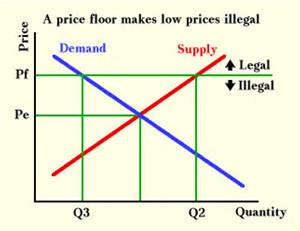 A price floor makes low prices illegal
Price
Demand
Supply
Pf
Legal
Illegal
Pe
Q3
Q2
Quantity